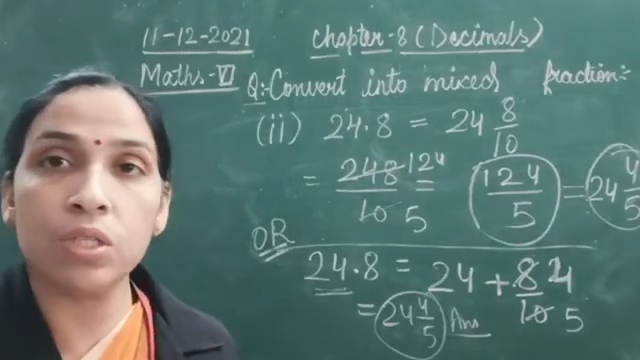 11-12-2021 Chapter-8 (Decimals)
Maths-VI Q:- Convert into mixed fraction:-
(ii) 24.8 = 24 8/10
= 248/10 124/5 124/5 = 24 4/5
OR
24.8 = 24 + 8/10 4/5
= 24 4/5 Ans